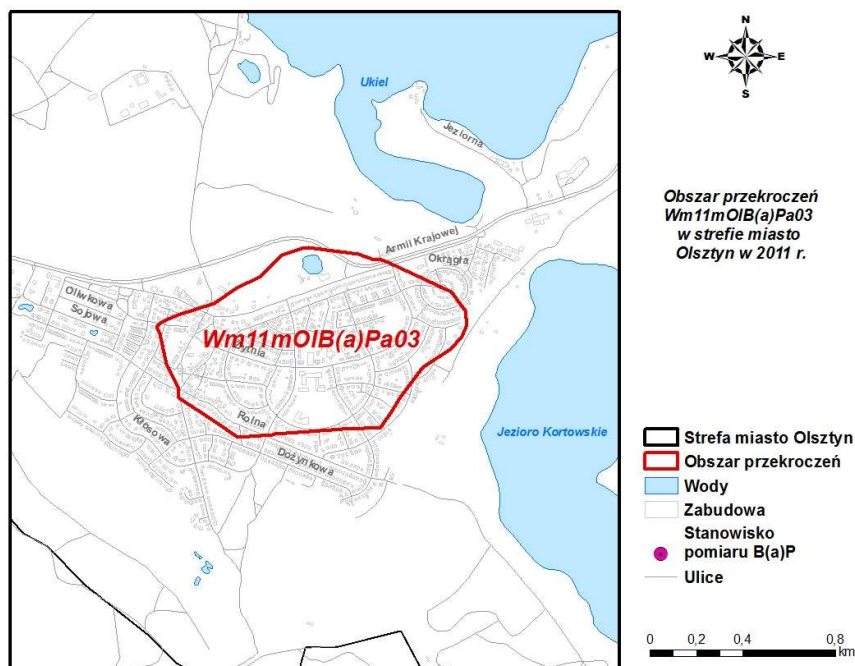 N
W E
S
Ukiel
Jeziorna
Obszar przekroczeń
Wm11mOlB(a)Pa03
w strefie miasto
Olsztyn w 2011 r.
Armii Krajowej
Okrągła
Oliwkowa
Sojowa
Wm11mOlB(a)Pa03
Rolna
Kłosowa
Dożynkowa
Jezioro Kortowskie
Strefa miasto Olsztyn
Obszar przekroczeń
Wody
Zabudowa
Stanowisko
pomiaru B(a)P
Ulice
0 0,2 0,4 0,8
km